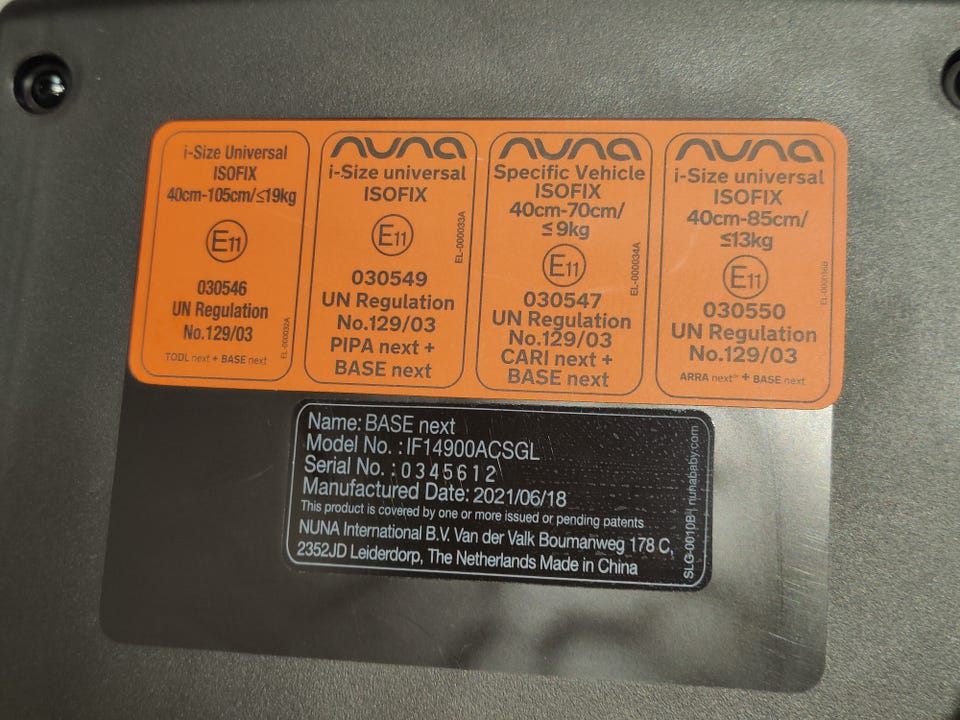 i-Size Universal
ISOFIX
40cm-105cm/≤19kg
E11
030546
UN Regulation
No.129/03
TODL next + BASE next
EL-000032A
nuna
i-Size universal
ISOFIX
E11
030549
UN Regulation
No.129/03
PIPA next +
BASE next
EL-000033A
nuna
Specific Vehicle
ISOFIX
40cm-70cm/
≤9kg
E11
030547
UN Regulation
No.129/03
CARI next +
BASE next
EL-000034A
nuna
i-Size universal
ISOFIX
40cm-85cm/
≤13kg
E11
030550
UN Regulation
No.129/03
ARRA next™ + BASE next
Name: BASE next
Model No. : IF14900ACSGL
Serial No. : 0345612
Manufactured Date: 2021/06/18
This product is covered by one or more issued or pending patents
NUNA International B.V. Van der Valk Boumanweg 178 C,
2352JD Leiderdorp, The Netherlands Made in China
SLG-0010B | nunababy.com